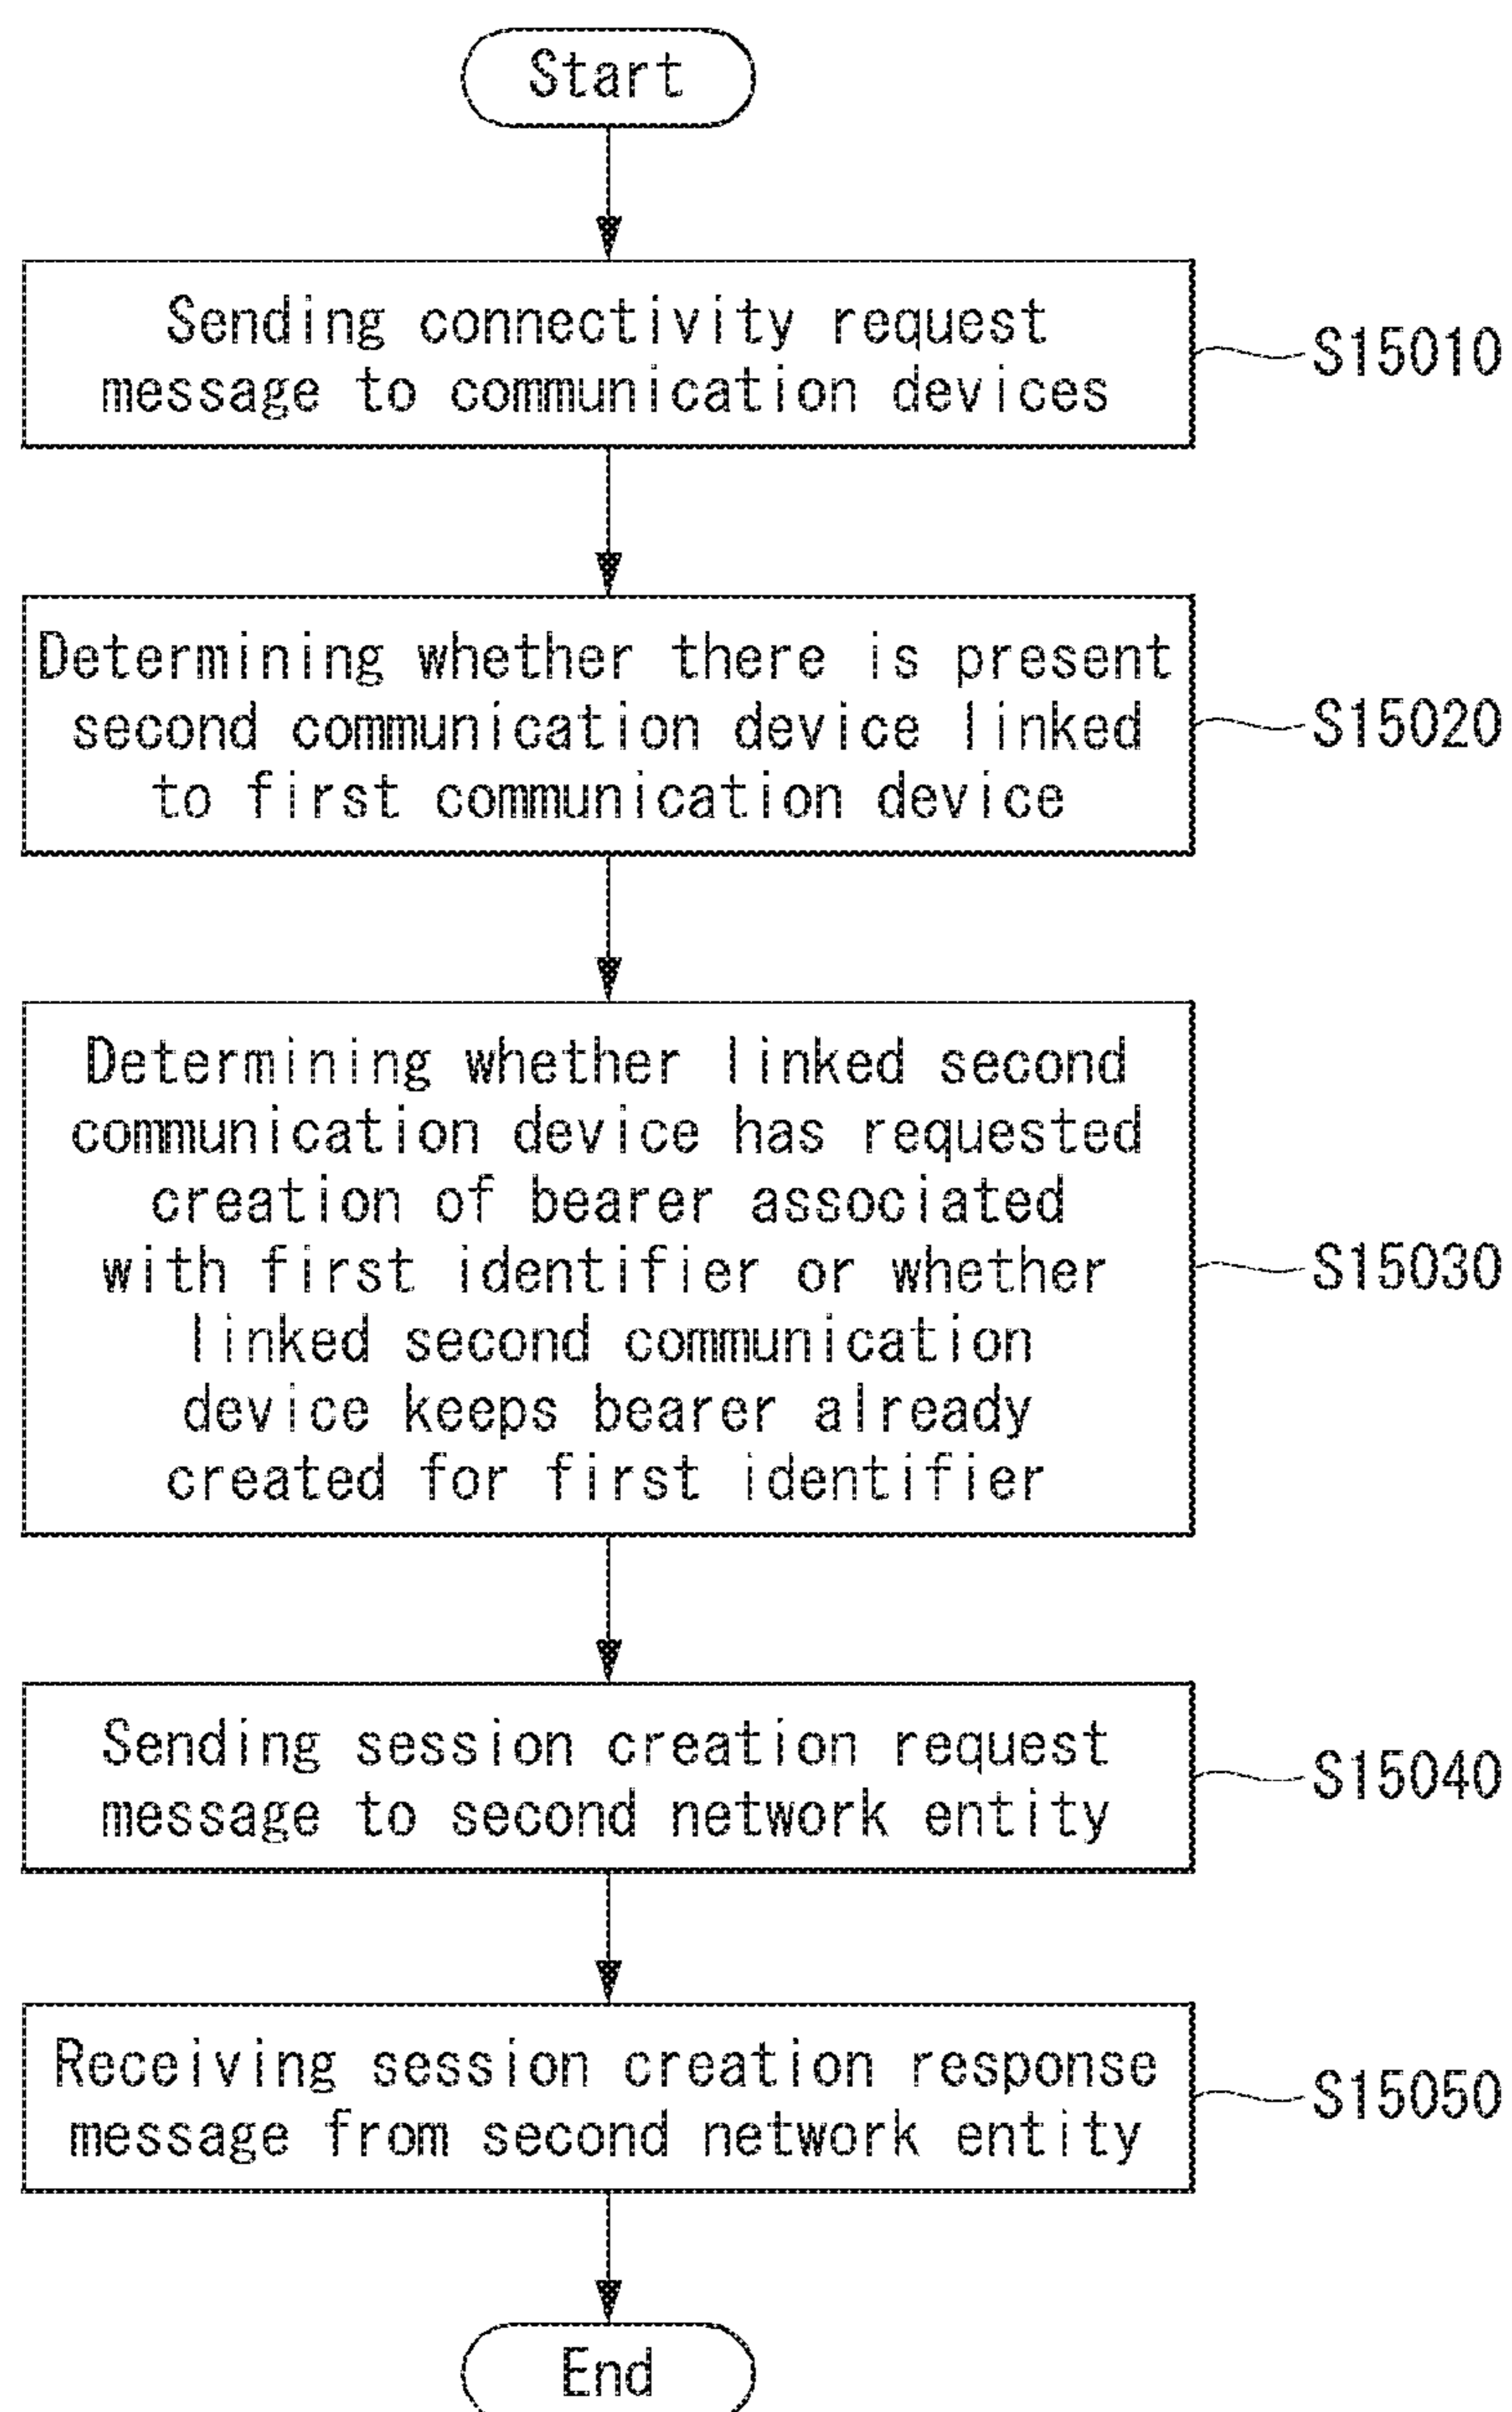 Start
Sending connectivity request
message to communication devices
S15010
Determining whether there is present
second communication device linked
to first communication device
S15020
Determining whether linked second
communication device has requested
creation of bearer associated
with first identifier or whether
linked second communication
device keeps bearer already
created for first identifier
S15030
Sending session creation request
message to second network entity
S15040
Receiving session creation response
message from second network entity
S15050
End